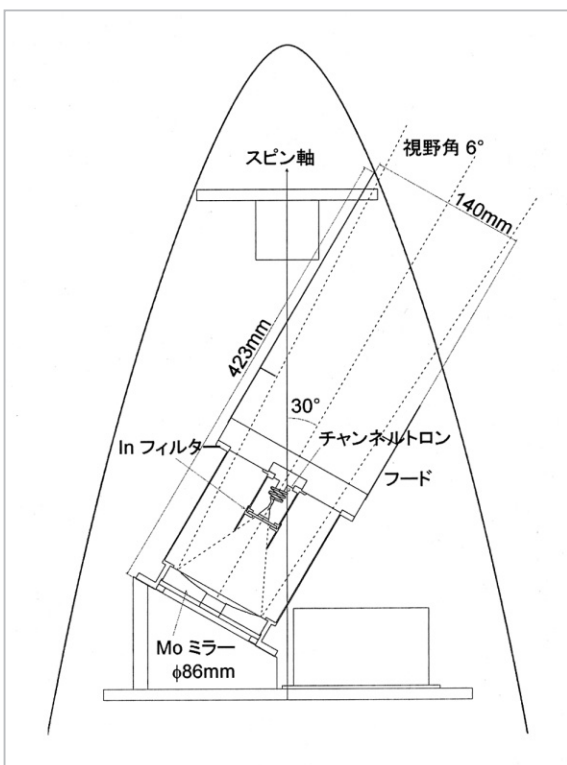 スピン軸
視野角 6°
140mm
423mm
30°
チャンネルトロン
In フィルター
フード
Mo ミラー
φ86mm